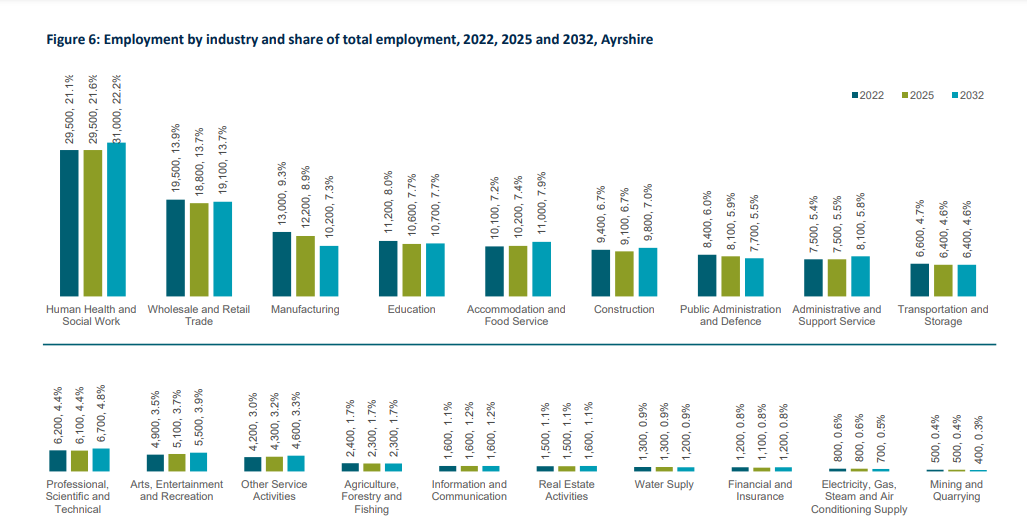 Figure 6: Employment by industry and share of total employment, 2022, 2025 and 2032, Ayrshire
2022 2025 2032
29,500, 21.1%
29,500, 21.6%
31,000, 22.2%
19,500, 13.9%
18,800, 13.7%
19,100, 13.7%
13,000, 9.3%
12,200, 8.9%
10,200, 7.3%
11,200, 8.0%
10,600, 7.7%
10,700, 7.7%
10,100, 7.2%
10,200, 7.4%
11,000, 7.9%
9,400, 6.7%
9,100, 6.7%
9,800, 7.0%
8,400, 6.0%
8,100, 5.9%
7,700, 5.5%
7,500, 5.4%
7,500, 5.5%
8,100, 5.8%
6,600, 4.7%
6,400, 4.6%
6,400, 4.6%
Human Health and
Social Work
Wholesale and Retail
Trade
Manufacturing
Education
Accommodation and
Food Service
Construction
Public Administration
and Defence
Administrative and
Support Service
Transportation and
Storage
6,200, 4.4%
6,100, 4.4%
6,700, 4.8%
4,900, 3.5%
5,100, 3.7%
5,500, 3.9%
4,200, 3.0%
4,300, 3.2%
4,600, 3.3%
2,400, 1.7%
2,300, 1.7%
2,300, 1.7%
1,600, 1.1%
1,600, 1.2%
1,600, 1.2%
1,500, 1.1%
1,500, 1.1%
1,600, 1.1%
1,300, 0.9%
1,300, 0.9%
1,200, 0.9%
1,200, 0.8%
1,100, 0.8%
1,200, 0.8%
800, 0.6%
800, 0.6%
700, 0.5%
500, 0.4%
500, 0.4%
400, 0.3%
Professional,
Scientific and
Technical
Arts, Entertainment
and Recreation
Other Service
Activities
Agriculture,
Forestry and
Fishing
Information and
Communication
Real Estate
Activities
Water Suply
Financial and
Insurance
Electricity, Gas,
Steam and Air
Conditioning Supply
Mining and
Quarrying